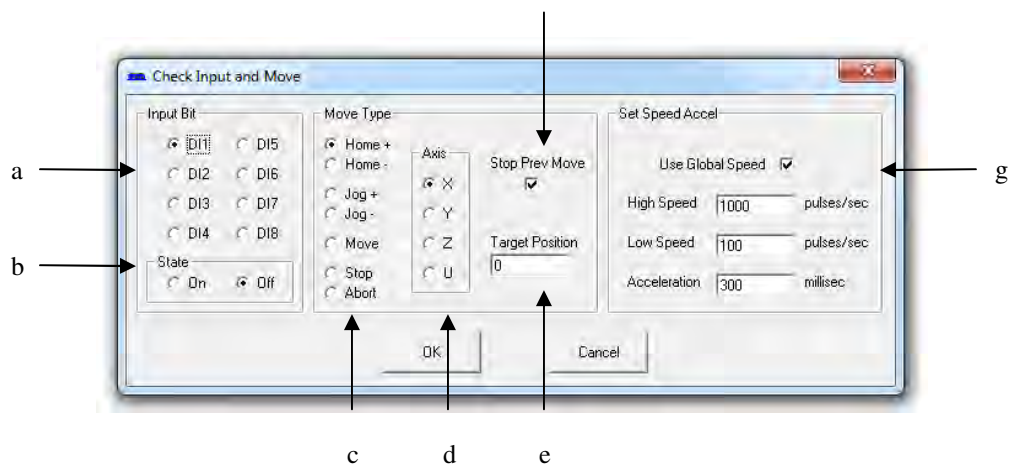 Check Input and Move
Input Bit
DI1 DI5
DI2 DI6
DI3 DI7
DI4 DI8
State
On Off
Move Type
Home +
Home -
Jog +
Jog -
Move
Stop
Abort
Axis
X
Y
Z
U
Stop Prev Move
Target Position
0
Set Speed Accel
Use Global Speed
High Speed 1000 pulses/sec
Low Speed 100 pulses/sec
Acceleration 300 millisec
OK Cancel
a
b
c d e
g